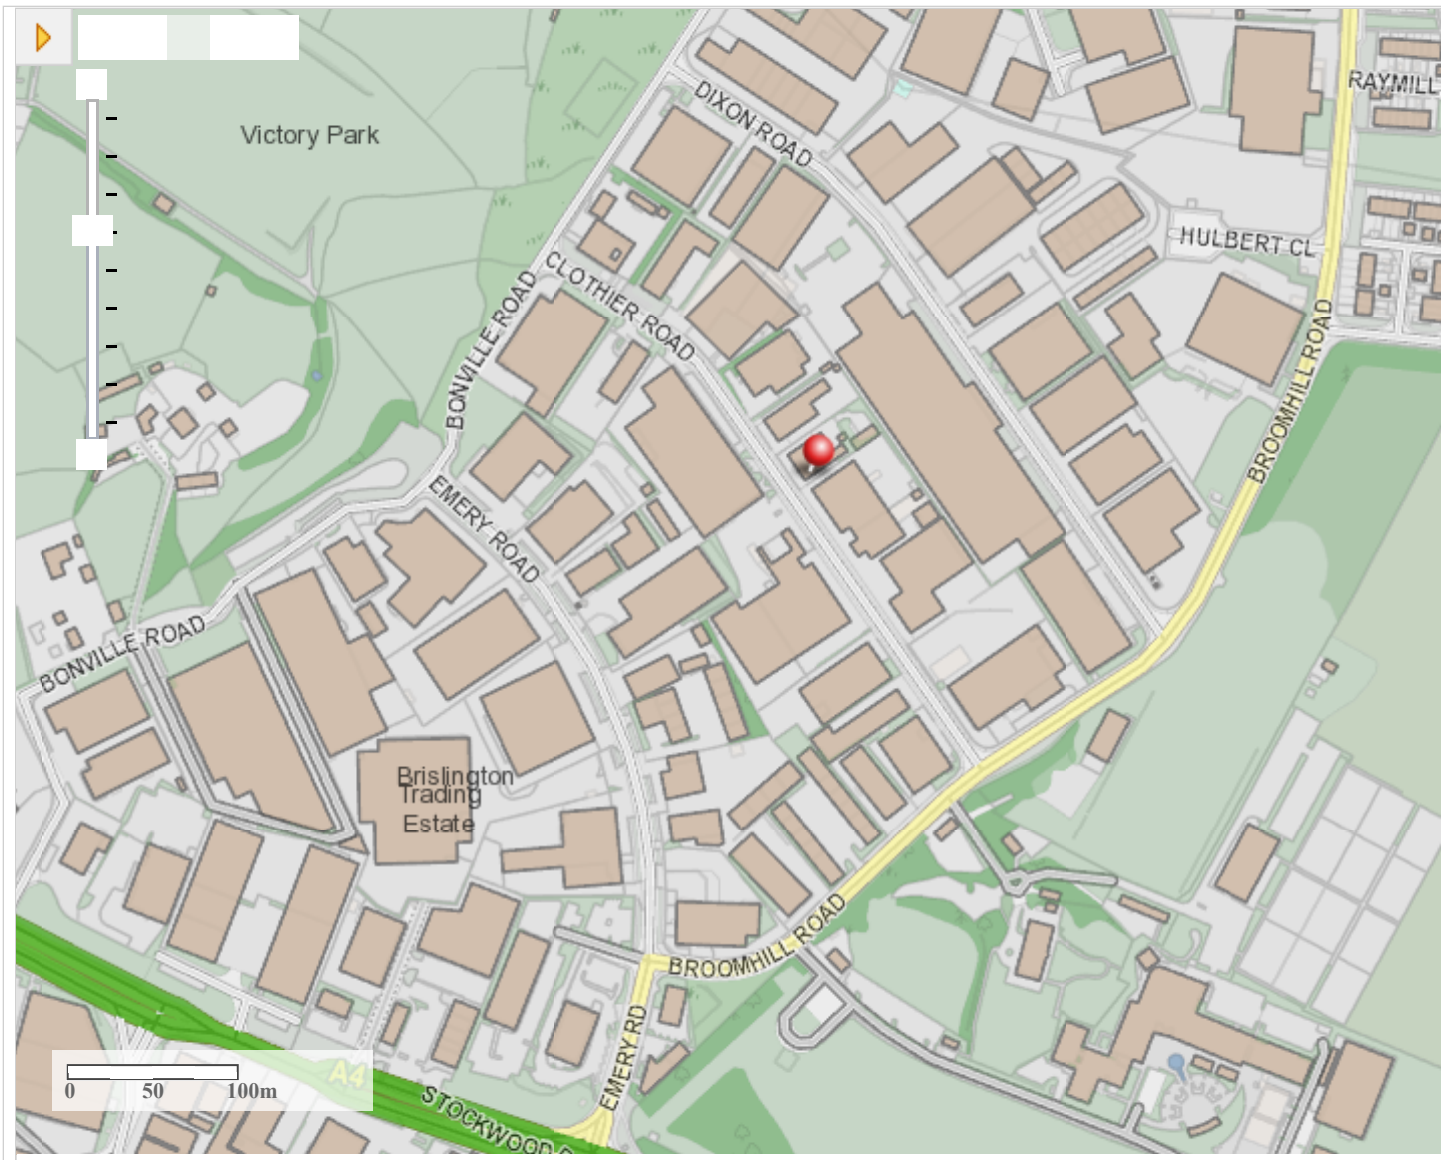 RAYMILL
DIXON ROAD
Victory Park
HULBERT CL
CLOTHIER ROAD
BONVILLE ROAD
BROOMHILL ROAD
EMERY ROAD
BONVILLE ROAD
Brislington
Trading
Estate
BROOMHILL ROAD
EMERY RD
A4
0 50 100m
STOCKWOOD